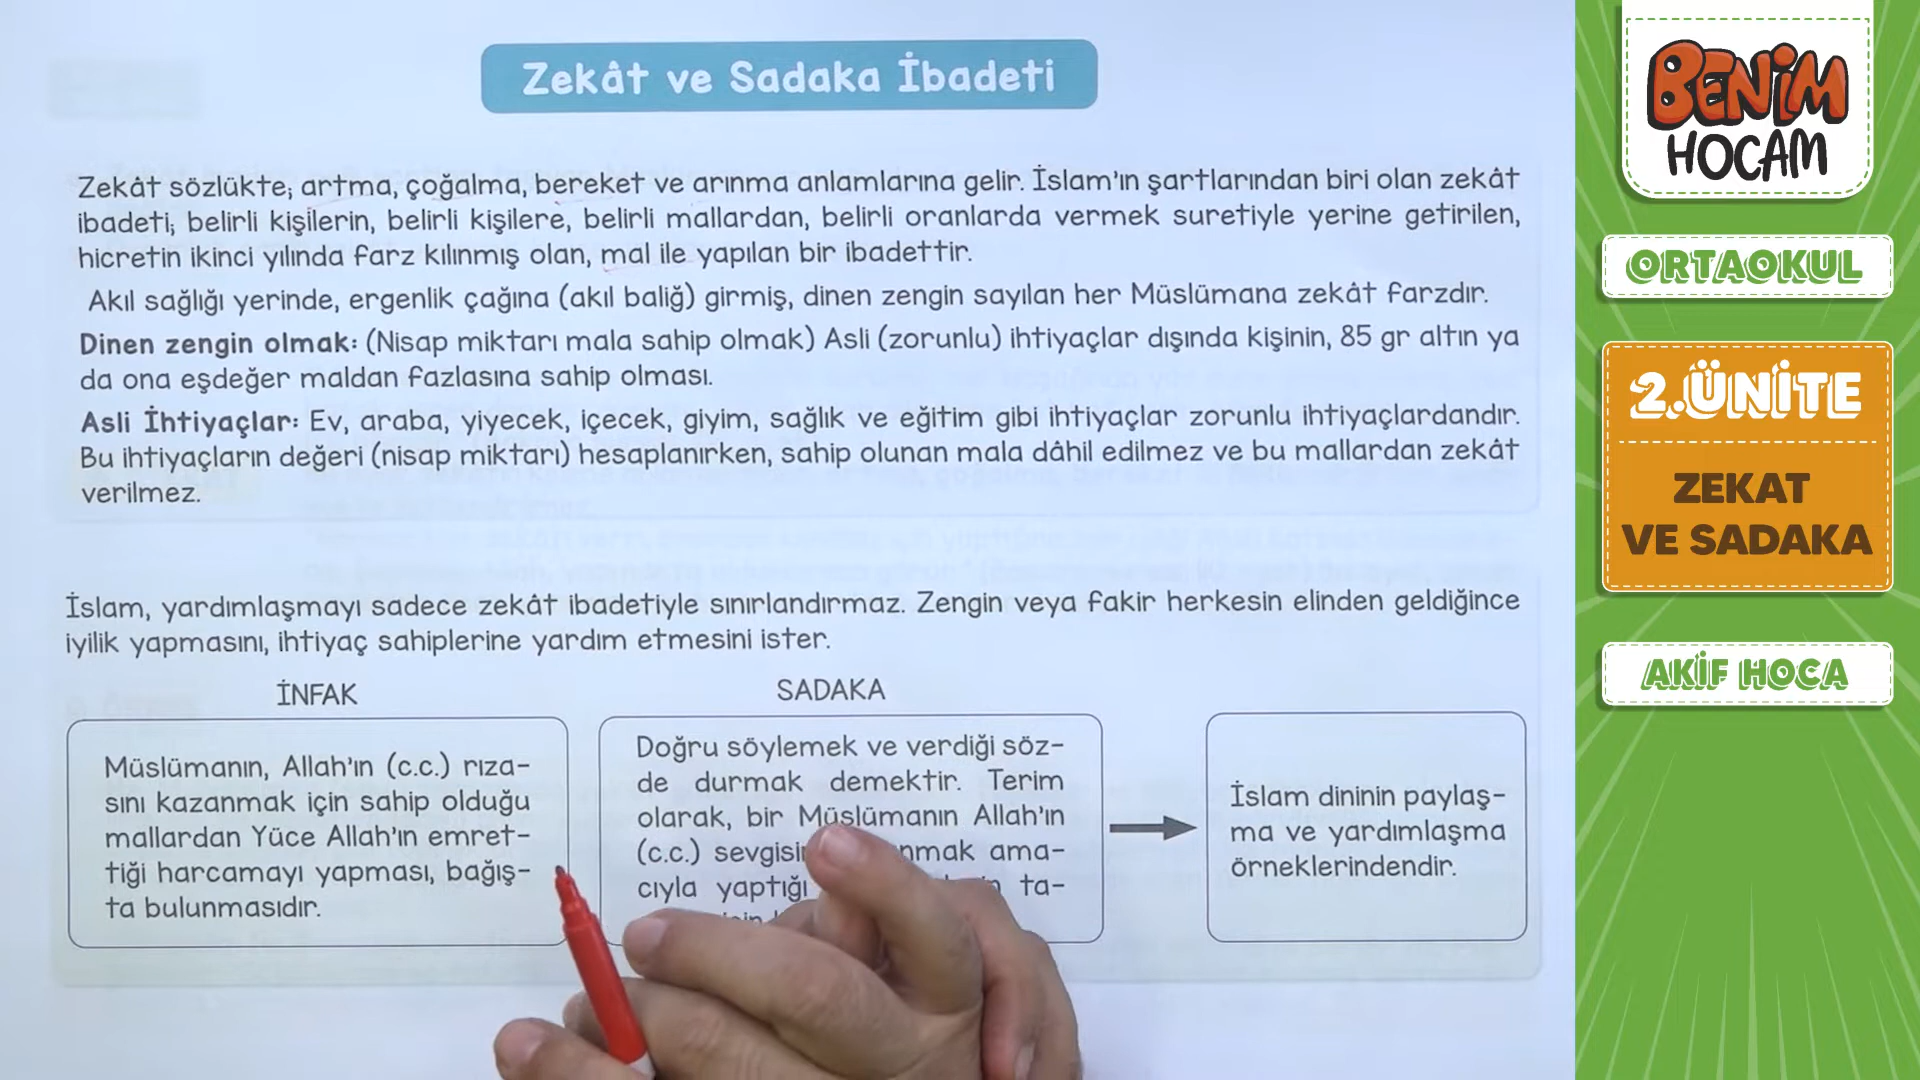 Zekât ve Sadaka İbadeti
Zekât sözlükte; artma, çoğalma, bereket ve arınma anlamlarına gelir. İslam'ın şartlarından biri olan zekât
ibadeti; belirli kişilerin, belirli kişilere, belirli mallardan, belirli oranlarda vermek suretiyle yerine getirilen,
hicretin ikinci yılında farz kılınmış olan, mal ile yapılan bir ibadettir.
Akıl sağlığı yerinde, ergenlik çağına (akıl baliğ) girmiş, dinen zengin sayılan her Müslümana zekât farzdır.
Dinen zengin olmak: (Nisap miktarı mala sahip olmak) Asli (zorunlu) ihtiyaçlar dışında kişinin, 85 gr altın ya
da ona eşdeğer maldan fazlasına sahip olması.
Asli İhtiyaçlar: Ev, araba, yiyecek, içecek, giyim, sağlık ve eğitim gibi ihtiyaçlar zorunlu ihtiyaçlardandır.
Bu ihtiyaçların değeri (nisap miktarı) hesaplanırken, sahip olunan mala dâhil edilmez ve bu mallardan zekât
verilmez.
İslam, yardımlaşmayı sadece zekât ibadetiyle sınırlandırmaz. Zengin veya fakir herkesin elinden geldiğince
iyilik yapmasını, ihtiyaç sahiplerine yardım etmesini ister.
İNFAK
Müslümanın, Allah'ın (c.c.) rıza-
sını kazanmak için sahip olduğu
mallardan Yüce Allah'ın emret-
tiği harcamayı yapması, bağış-
ta bulunmasıdır.
SADAKA
Doğru söylemek ve verdiği söz-
de durmak demektir. Terim
olarak, bir Müslümanın Allah'ın
(c.c.) ama-
cıyla yaptığı ta-
İslam dininin paylaş-
ma ve yardımlaşma
örneklerindendir.
BENİM
HOCAM
ORTAOKUL
2.ÜNİTE
ZEKAT
VE SADAKA
AKİF HOCA